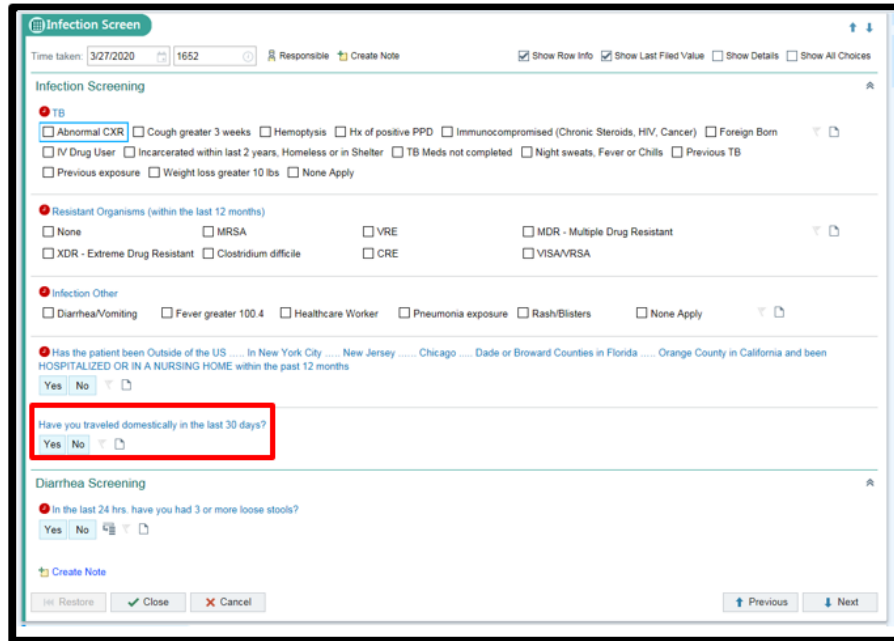 Infection Screen
Time taken: 3/27/2020 1652 Responsible Create Note Show Row Info Show Last Filed Value Show Details Show All Choices
Infection Screening
TB
Abnormal CXR Cough greater 3 weeks Hemoptysis Hx of positive PPD Immunocompromised (Chronic Steroids, HIV, Cancer) Foreign Born
IV Drug User Incarcerated within last 2 years, Homeless or in Shelter TB Meds not completed Night sweats, Fever or Chills Previous TB
Previous exposure Weight loss greater 10 lbs None Apply
Resistant Organisms (within the last 12 months)
None MRSA VRE MDR - Multiple Drug Resistant
XDR - Extreme Drug Resistant Clostridium difficile CRE VISA/VRSA
Infection Other
Diarrhea/Vomiting Fever greater 100.4 Healthcare Worker Pneumonia exposure Rash/Blisters None Apply
Has the patient been Outside of the US ..... In New York City ..... New Jersey ...... Chicago .... Dade or Broward Counties in Florida ..... Orange County in California and been
HOSPITALIZED OR IN A NURSING HOME within the past 12 months
Yes No
Have you traveled domestically in the last 30 days?
Yes No
Diarrhea Screening
In the last 24 hrs. have you had 3 or more loose stools?
Yes No
Create Note
Restore Close Cancel Previous Next